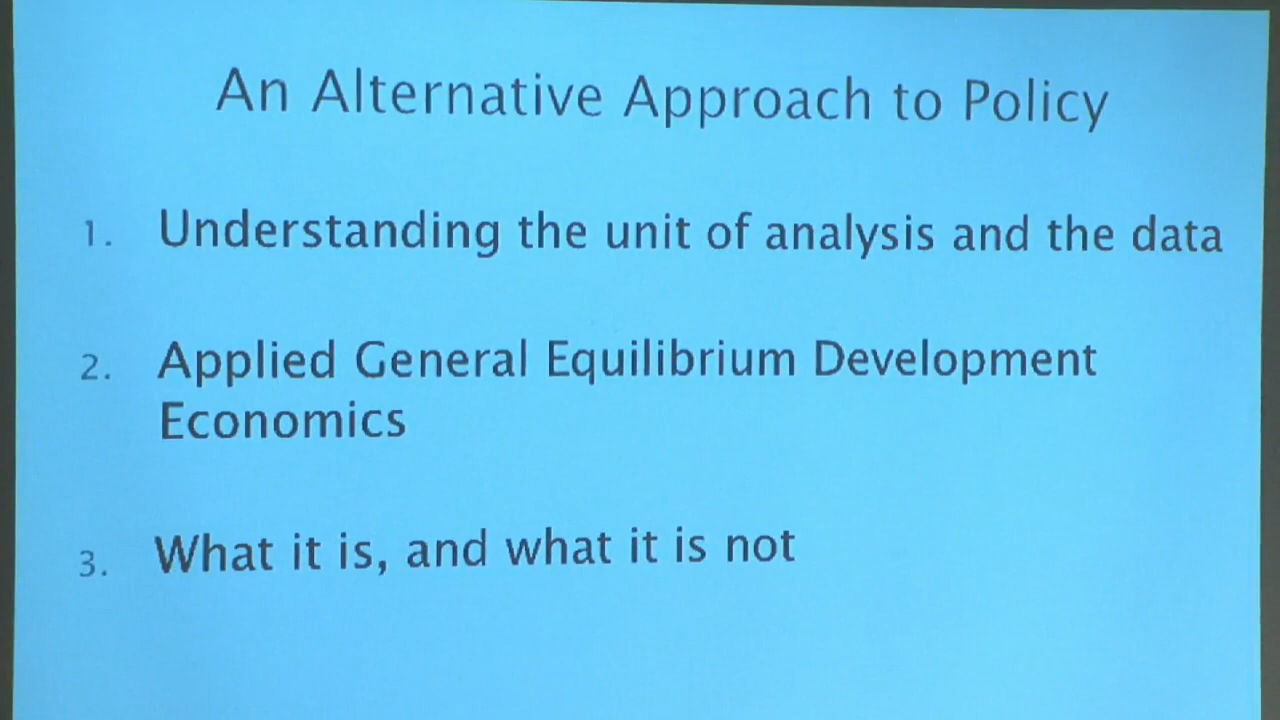 An Alternative Approach to Policy
1. Understanding the unit of analysis and the data
2. Applied General Equilibrium Development
Economics
3. What it is, and what it is not